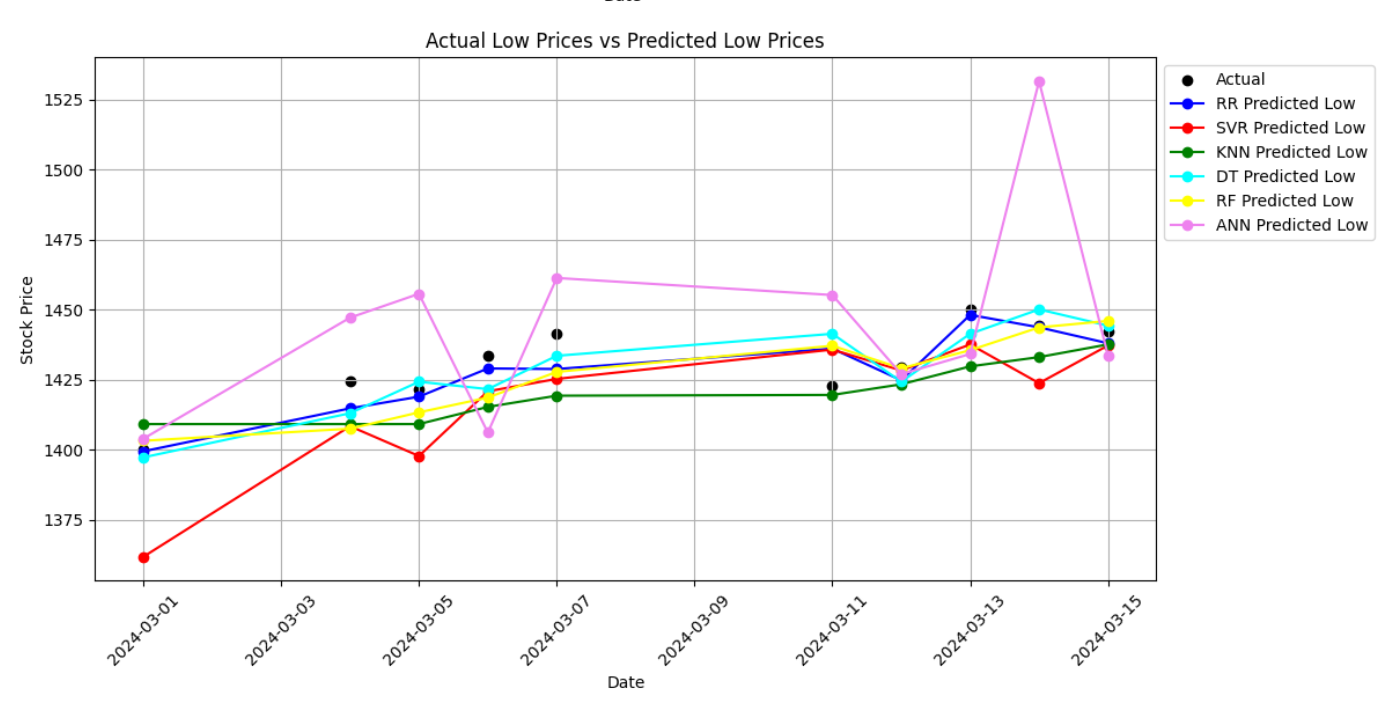 Actual Low Prices vs Predicted Low Prices
Actual
RR Predicted Low
SVR Predicted Low
KNN Predicted Low
DT Predicted Low
RF Predicted Low
ANN Predicted Low
Stock Price
1525
1500
1475
1450
1425
1400
1375
2024-03-01
2024-03-03
2024-03-05
2024-03-07
2024-03-09
2024-03-11
2024-03-13
2024-03-15
Date